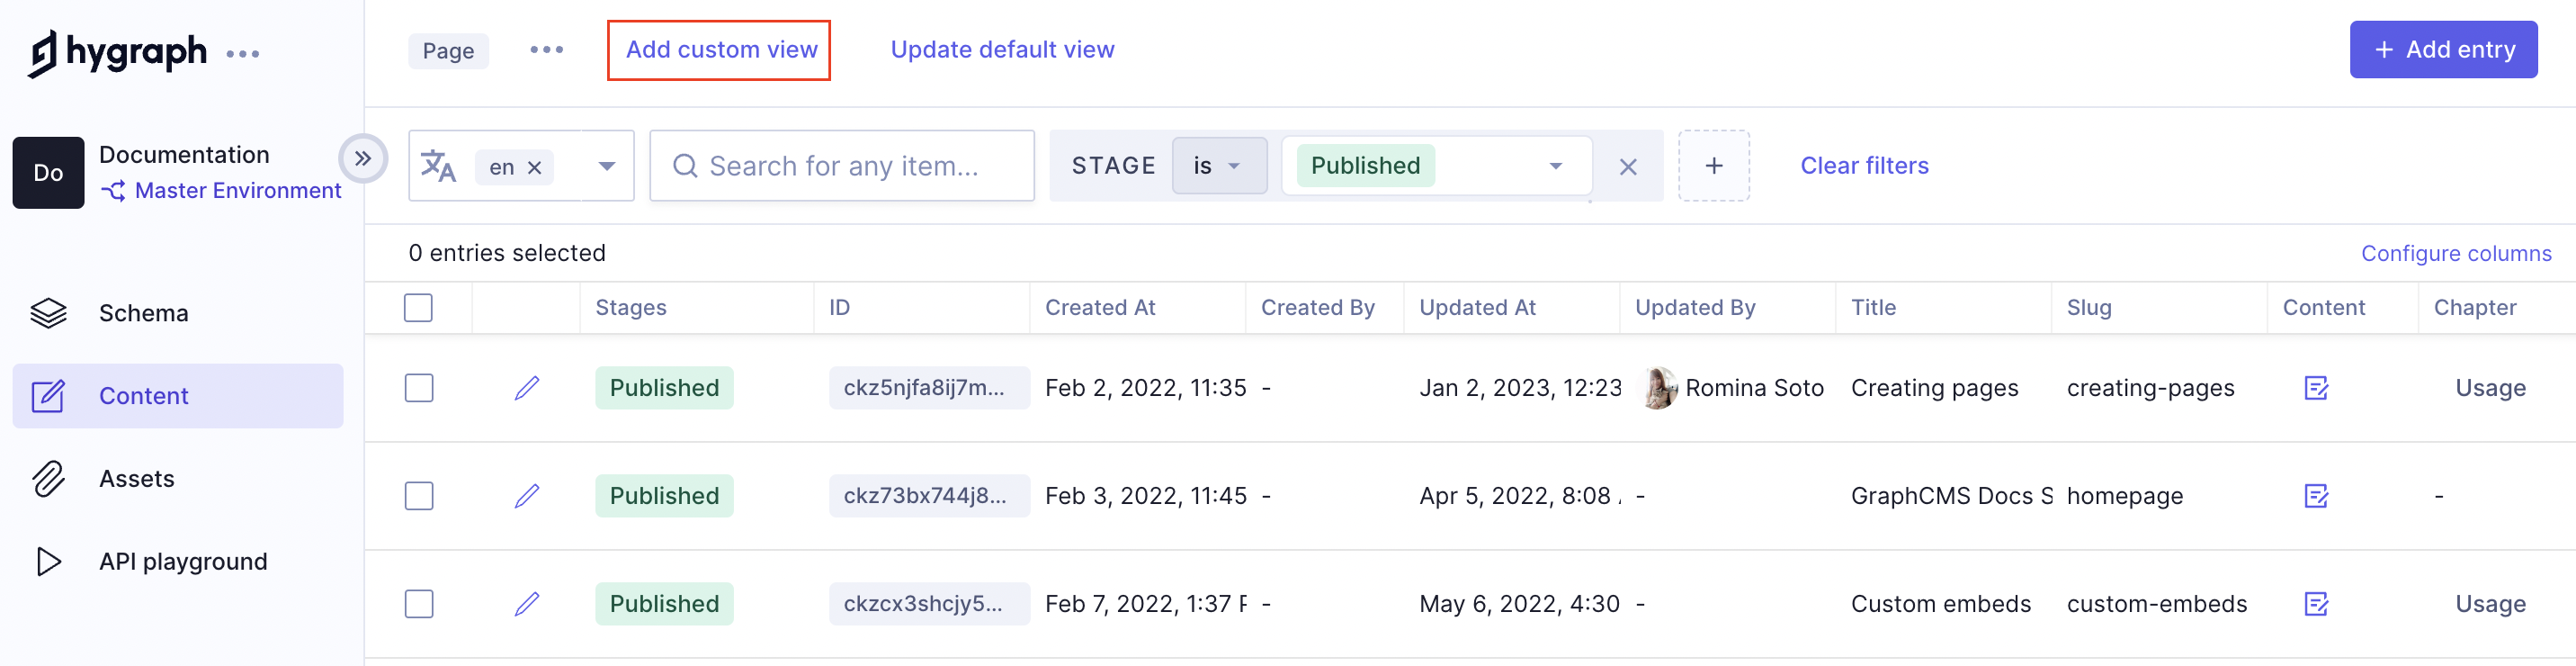 hygraph
Page Add custom view Update default view + Add entry
Do Documentation
Master Environment
en Search for any item... STAGE is Published Clear filters
0 entries selected Configure columns
Schema
Content
Assets
API playground
Stages ID Created At Created By Updated At Updated By Title Slug Content Chapter
Published ckz5njfa8ij7m... Feb 2, 2022, 11:35 - Jan 2, 2023, 12:23 Romina Soto Creating pages creating-pages Usage
Published ckz73bx744j8... Feb 3, 2022, 11:45 - Apr 5, 2022, 8:08 - GraphCMS Docs S homepage -
Published ckzcx3shcjy5... Feb 7, 2022, 1:37 - May 6, 2022, 4:30 - Custom embeds custom-embeds Usage